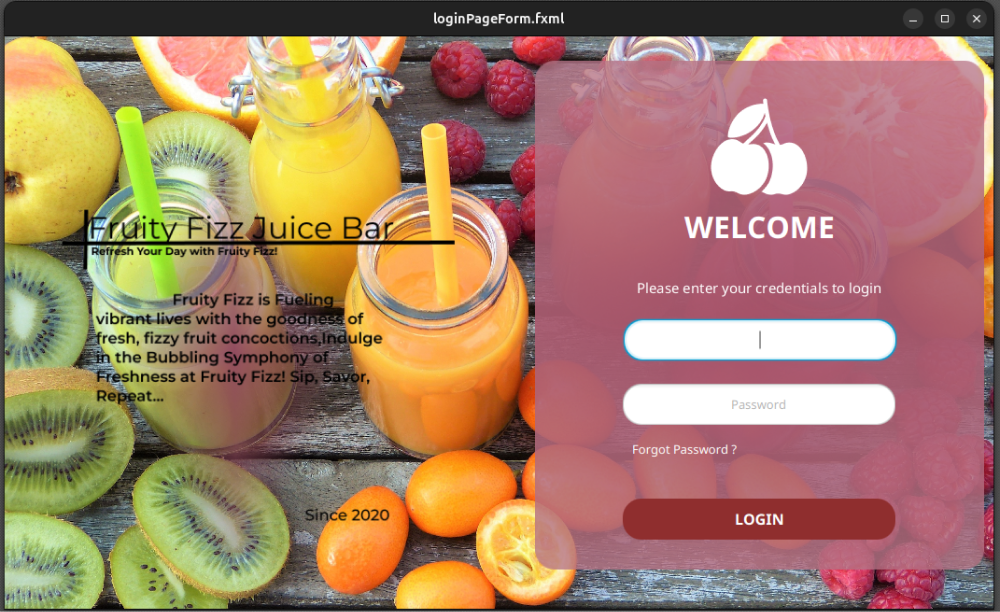 loginPageForm.fxml
Fruity Fizz Juice Bar
Refresh Your Day with Fruity Fizz!
Fruity Fizz is Fueling
vibrant lives with the goodness of
fresh, fizzy fruit concoctions,Indulge
in the Bubbling Symphony of
Freshness at Fruity Fizz! Sip, Savor,
Repeat...
Since 2020
WELCOME
Please enter your credentials to login
Password
Forgot Password ?
LOGIN